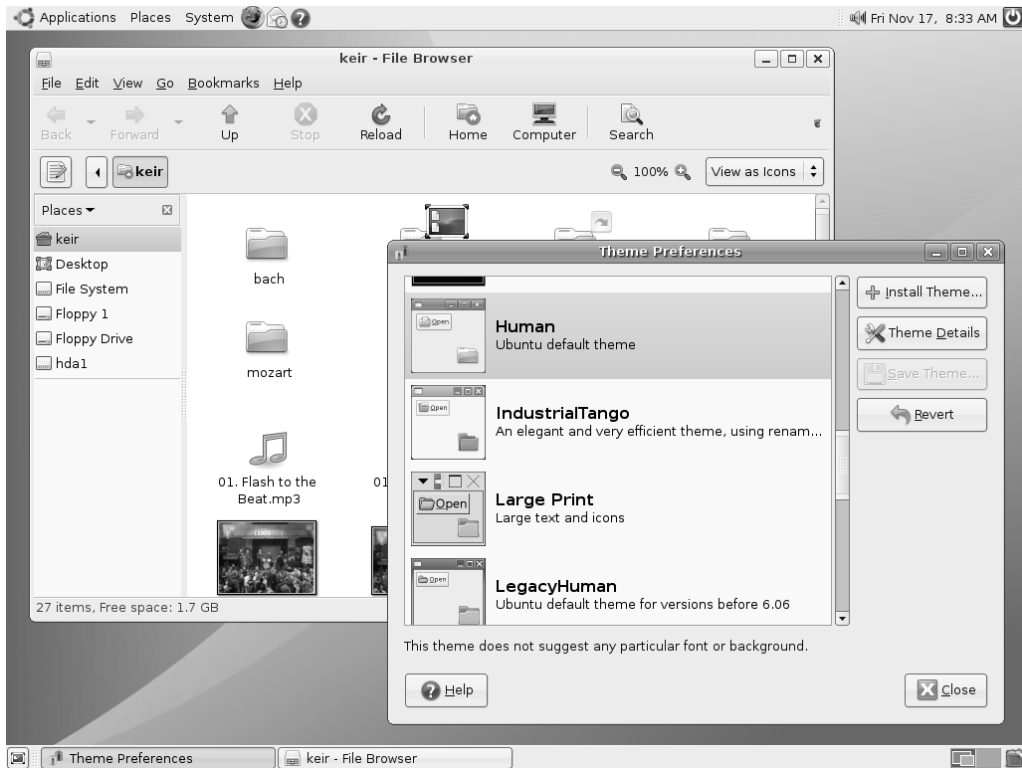 Applications Places System
Fri Nov 17, 8:33 AM
keir - File Browser
File Edit View Go Bookmarks Help
Back Forward Up Stop Reload Home Computer Search
keir
100%
View as Icons
Places
keir
Desktop
File System
Floppy 1
Floppy Drive
hda1
bach
mozart
01. Flash to the
Beat.mp3
01
27 items, Free space: 1.7 GB
Theme Preferences
Open
Human
Ubuntu default theme
Open
IndustrialTango
An elegant and very efficient theme, using renam...
Open
Large Print
Large text and icons
Open
LegacyHuman
Ubuntu default theme for versions before 6.06
Install Theme...
Theme Details
Save Theme...
Revert
This theme does not suggest any particular font or background.
Help
Close
Theme Preferences
keir - File Browser